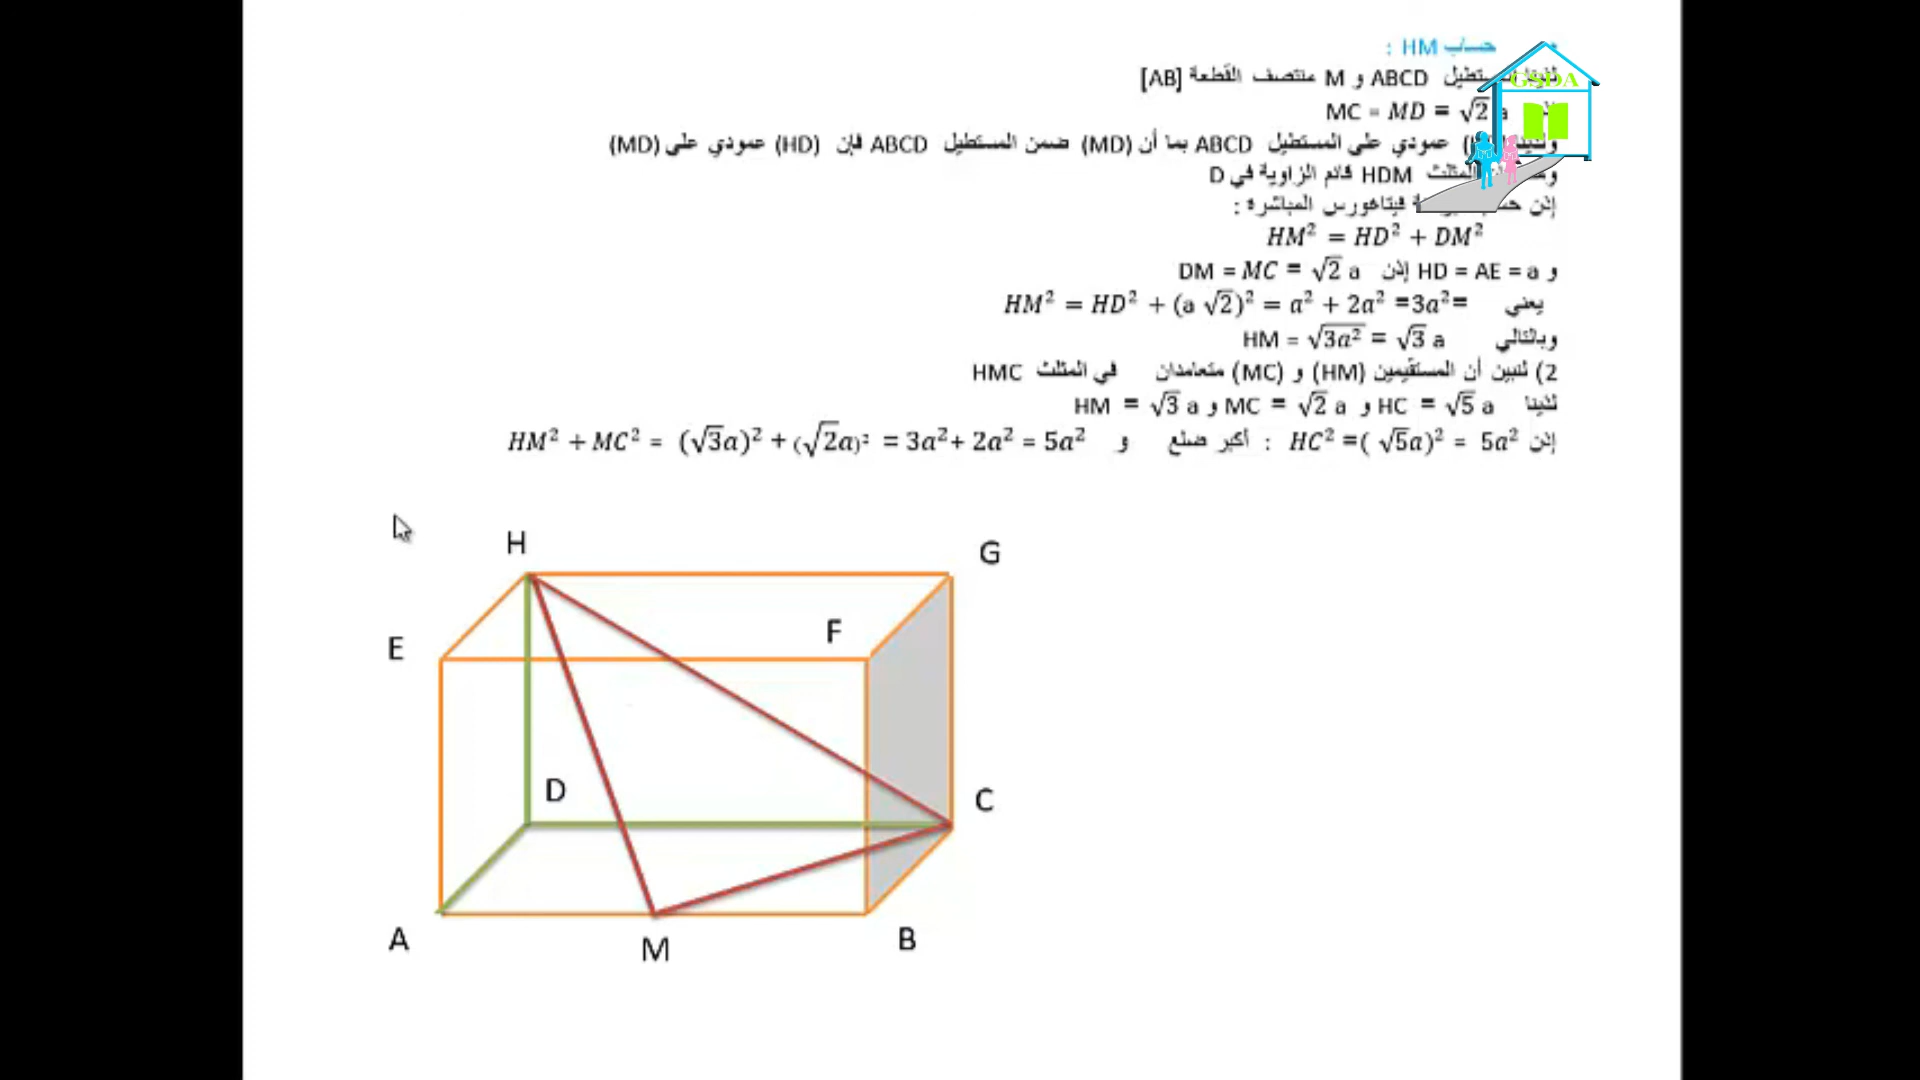 حساب HM :
ABCD و M منتصف القطعة [AB]
MC = MD = √2 a
عمودي على المستطيل ABCD بما أن (MD) ضمن المستطيل ABCD فإن (HD) عمودي على (MD)
المثلث HDM قائم الزاوية في D
إذن فيتاهورس المباشرة :
HM² = HD² + DM²
و HD = AE = a إذن DM = MC = √2 a
يعني HM² = HD² + (a √2)² = a² + 2a² =3a²=
وبالتالي HM = √3a² = √3 a
2) لنبين أن المستقيمين (HM) و (MC) متعامدان في المثلث HMC
لدينا HC = √5 a و MC = √2 a و HM = √3 a
إذن HC² =( √5a)² = 5a² : أكبر ضلع و HM² + MC² = (√3a)² + (√2a)² = 3a²+ 2a² = 5a²
GSDA
H
G
F
E
D
C
A
B
M